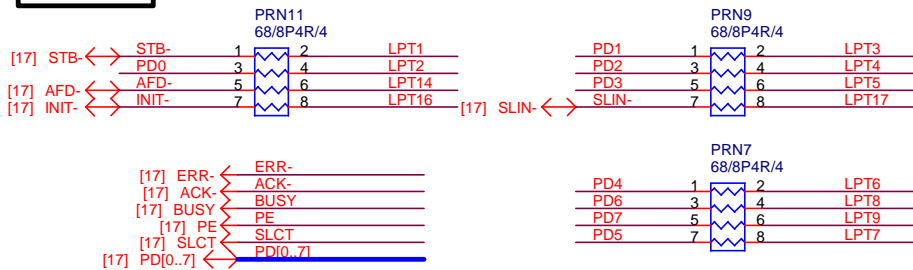 PRN11
68/8P4R/4
[17] STB- STB- 1 2 LPT1
PD0 3 4 LPT2
[17] AFD- AFD- 5 6 LPT14
[17] INIT- INIT- 7 8 LPT16
PRN9
68/8P4R/4
PD1 1 2 LPT3
PD2 3 4 LPT4
PD3 5 6 LPT5
[17] SLIN- SLIN- 7 8 LPT17
[17] ERR- ERR-
[17] ACK- ACK-
[17] BUSY BUSY
[17] PE PE
[17] SLCT SLCT
[17] PD[0..7] PD[0..7]
PRN7
68/8P4R/4
PD4 1 2 LPT6
PD6 3 4 LPT8
PD7 5 6 LPT9
PD5 7 8 LPT7